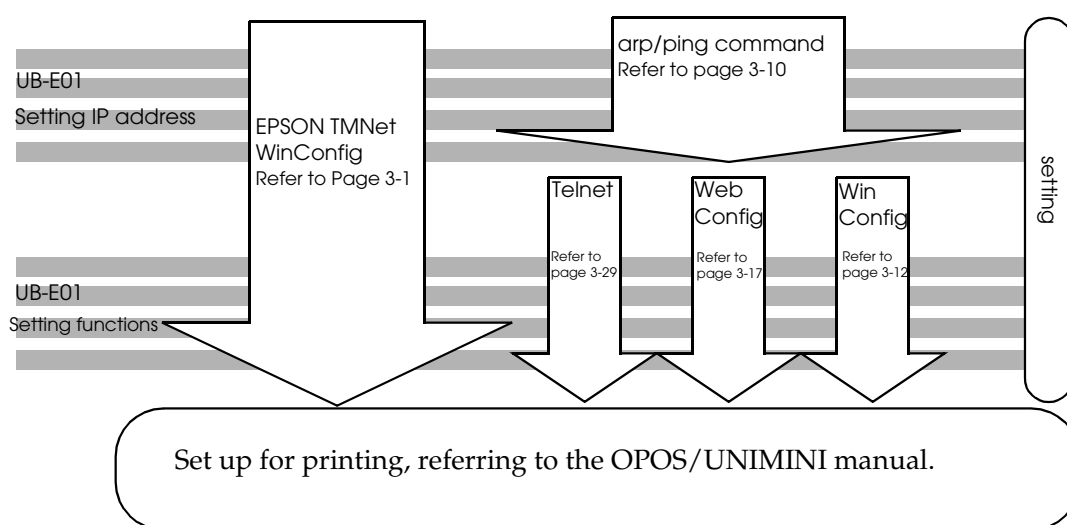 arp/ping command
Refer to page 3-10
UB-E01
Setting IP address
EPSON TMNet
WinConfig
Refer to Page 3-1
setting
Telnet
Refer to
page 3-29
Web
Config
Refer to
page 3-17
Win
Config
Refer to
page 3-12
UB-E01
Setting functions
Set up for printing, referring to the OPOS/UNIMINI manual.